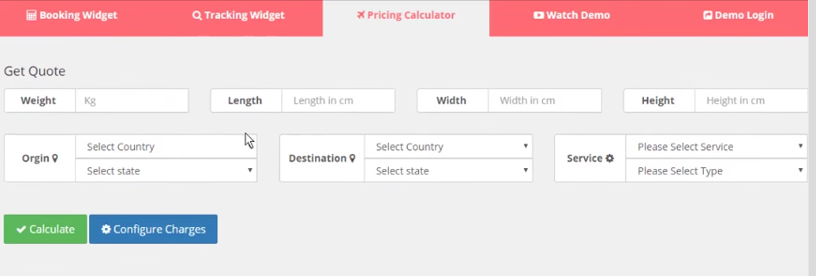 Booking Widget Tracking Widget Pricing Calculator Watch Demo Demo Login
Get Quote
Weight Kg Length Length in cm Width Width in cm Height Height in cm
Orgin Select Country Destination Select Country Service Please Select Service
Select state Select state Please Select Type
Calculate Configure Charges